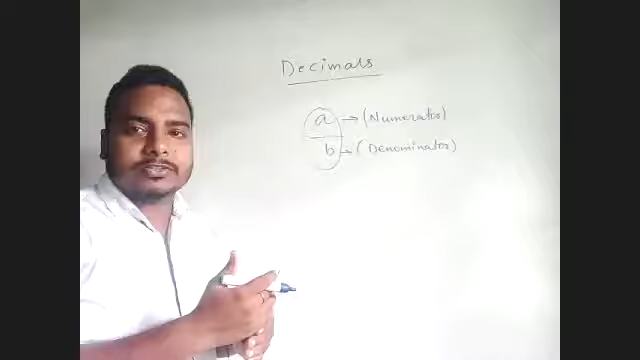 Decimals
a → (Numerator)
b → (Denominator)